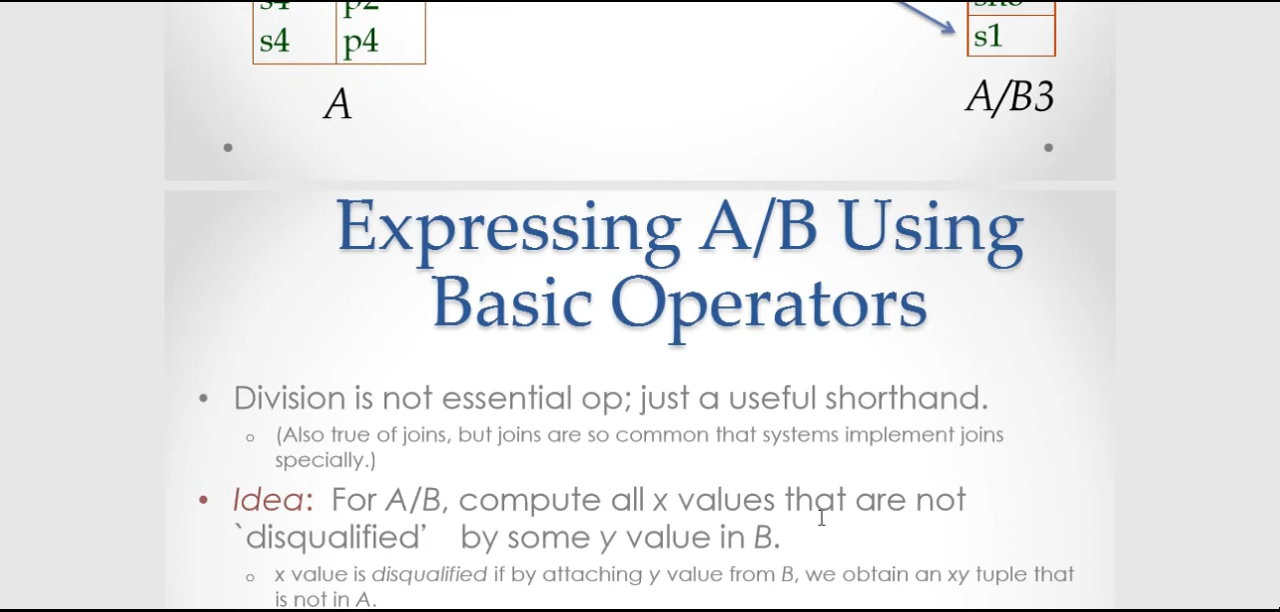 s4 p2
sno
s4 p4
s1
A
A/B3
Expressing A/B Using
Basic Operators
• Division is not essential op; just a useful shorthand.
o (Also true of joins, but joins are so common that systems implement joins
specially.)
• Idea: For A/B, compute all x values that are not
`disqualified’ by some y value in B.
o x value is disqualified if by attaching y value from B, we obtain an xy tuple that
is not in A.